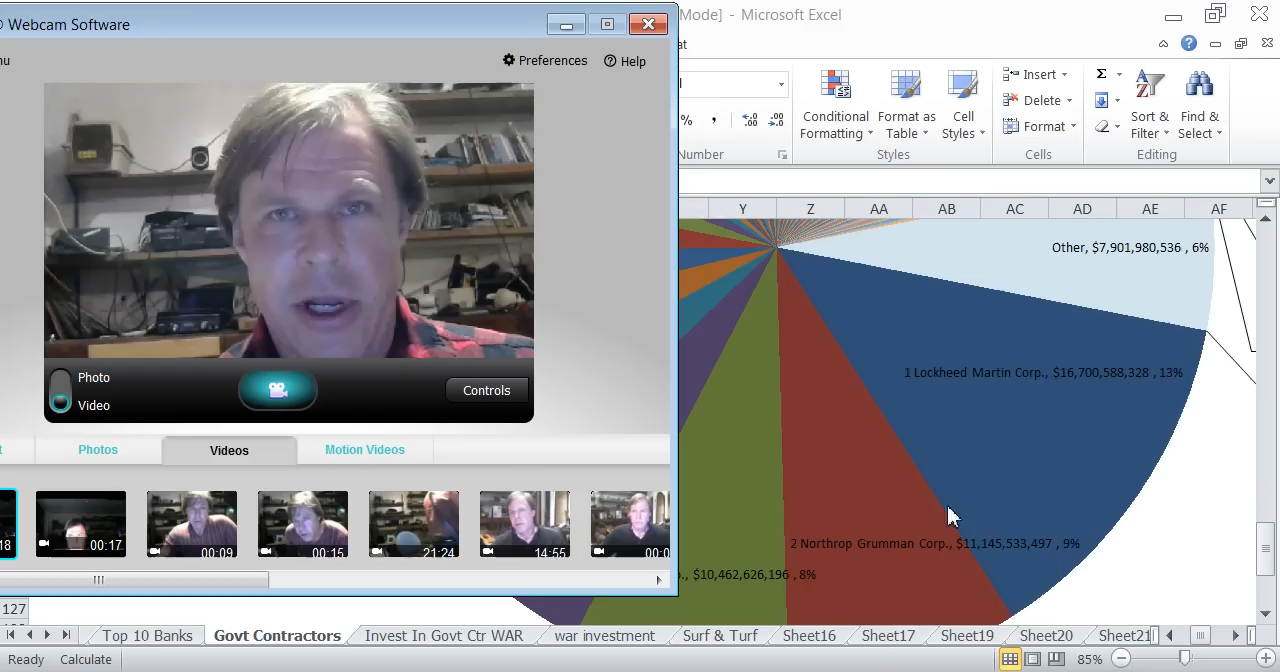 Webcam Software
Mode] - Microsoft Excel
nu
Preferences
Help
at
Insert
Delete
Format
Conditional
Formatting
Format as
Table
Cell
Styles
Sort &
Filter
Find &
Select
%
,
Number
Styles
Cells
Editing
Y Z AA AB AC AD AE AF
Other, $7,901,980,536 , 6%
1 Lockheed Martin Corp., $16,700,588,328 , 13%
2 Northrop Grumman Corp., $11,145,533,497 , 9%
., $10,462,626,196 , 8%
Photo
Video
Controls
Photos
Videos
Motion Videos
18
00:17
00:09
00:15
21:24
14:55
00:0
127
Top 10 Banks Govt Contractors Invest In Govt Ctr WAR war investment Surf & Turf Sheet16 Sheet17 Sheet19 Sheet20 Sheet21
Ready Calculate 85%